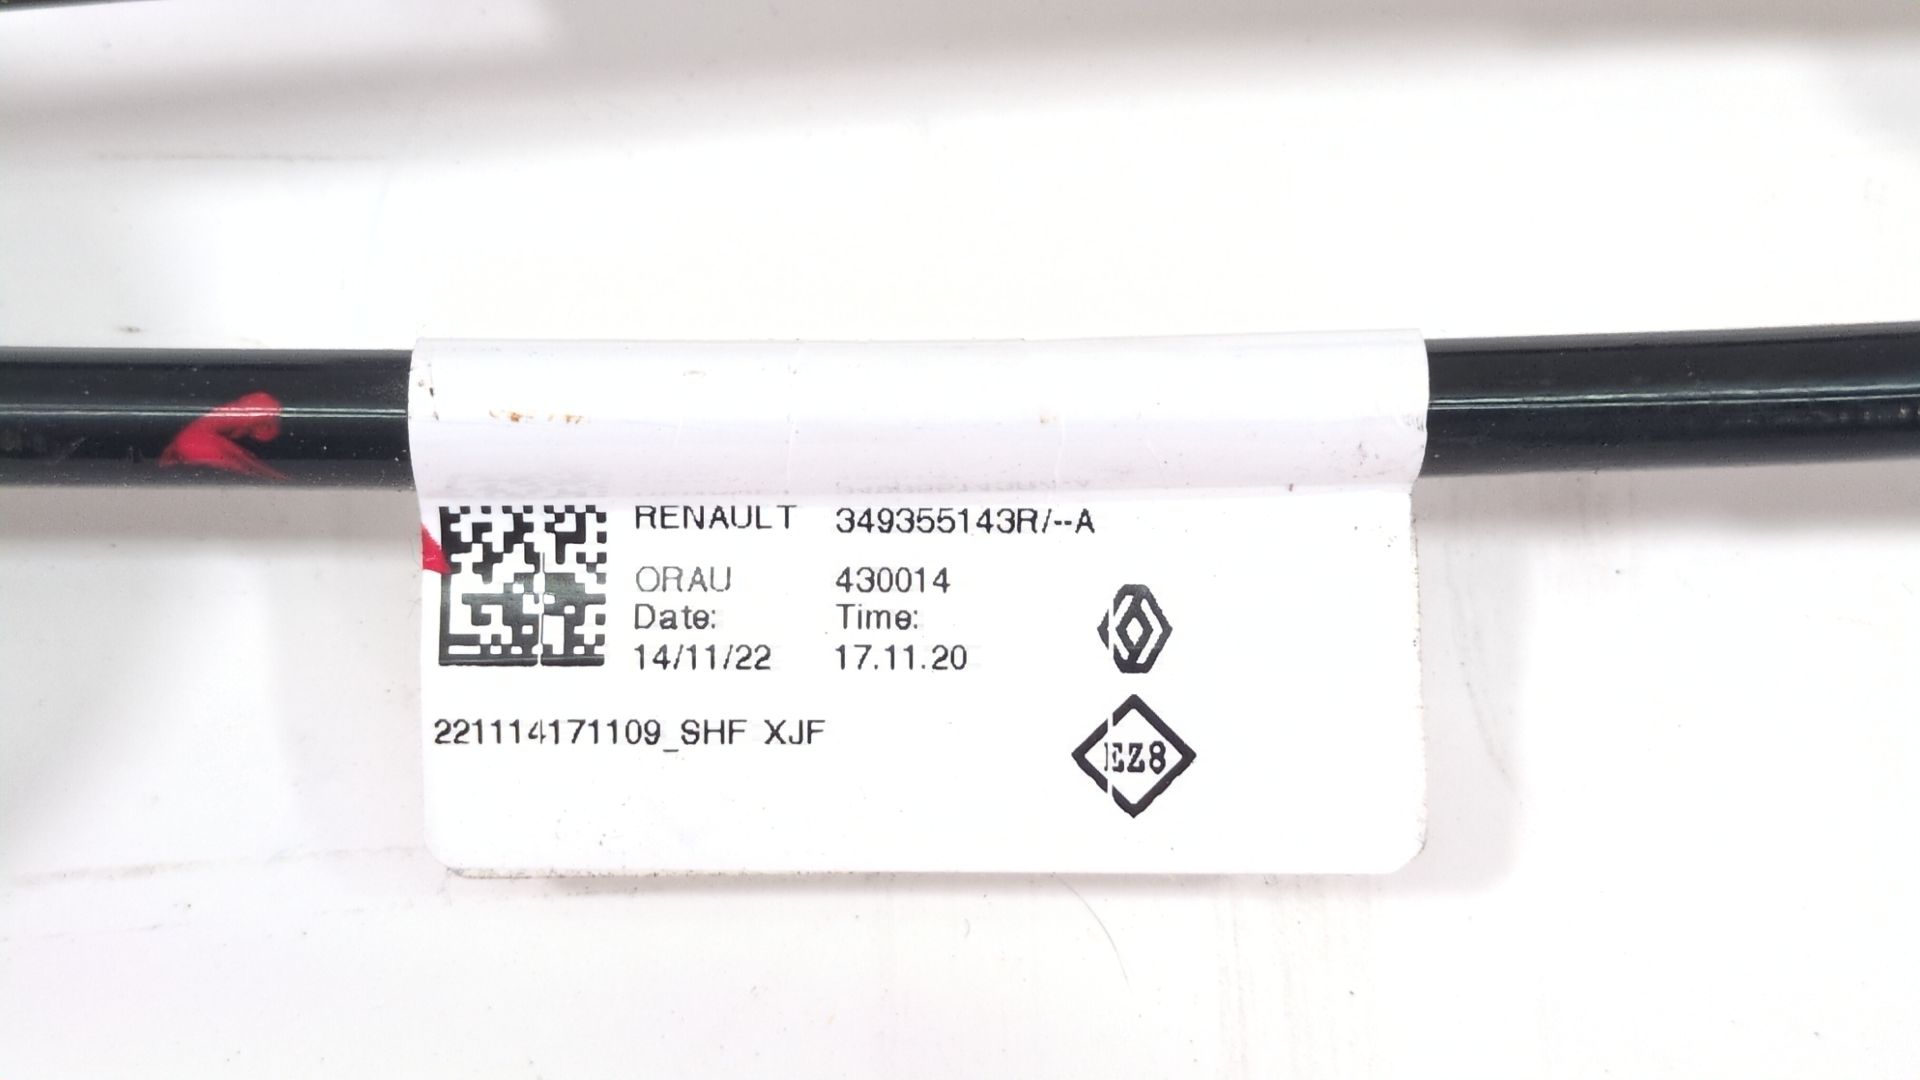 RENAULT 349355143R/--A
ORAU 430014
Date: Time:
14/11/22 17.11.20
221114171109_SHF XJF
EZ8